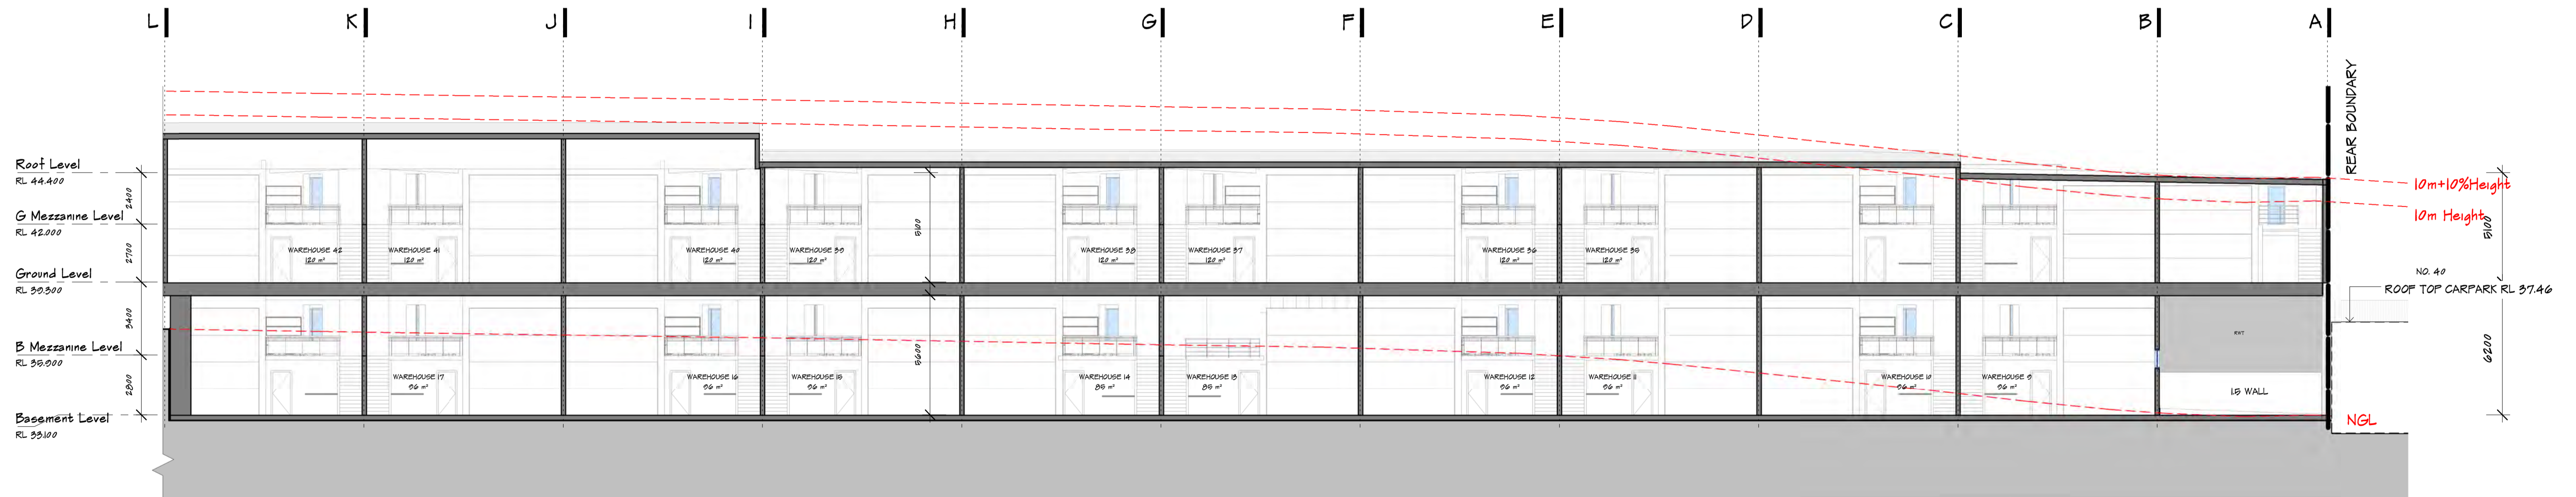 L K J I H G F E D C B A
REAR BOUNDARY
Roof Level
RL 44.400
2400
G Mezzanine Level
RL 42.000
2700
Ground Level
RL 39.300
3400
B Mezzanine Level
RL 35.900
2800
Basement Level
RL 33.100
WAREHOUSE 42
120 m²
WAREHOUSE 41
120 m²
WAREHOUSE 40
120 m²
WAREHOUSE 39
120 m²
5100
WAREHOUSE 38
120 m²
WAREHOUSE 37
120 m²
WAREHOUSE 36
120 m²
WAREHOUSE 35
120 m²
WAREHOUSE 17
96 m²
WAREHOUSE 16
96 m²
WAREHOUSE 15
96 m²
5600
WAREHOUSE 14
85 m²
WAREHOUSE 13
85 m²
WAREHOUSE 12
96 m²
WAREHOUSE 11
96 m²
WAREHOUSE 10
96 m²
WAREHOUSE 9
96 m²
RWT
15 WALL
10m+10%Height
10m Height
5100
NO. 40
ROOF TOP CARPARK RL 37.46
6200
NGL